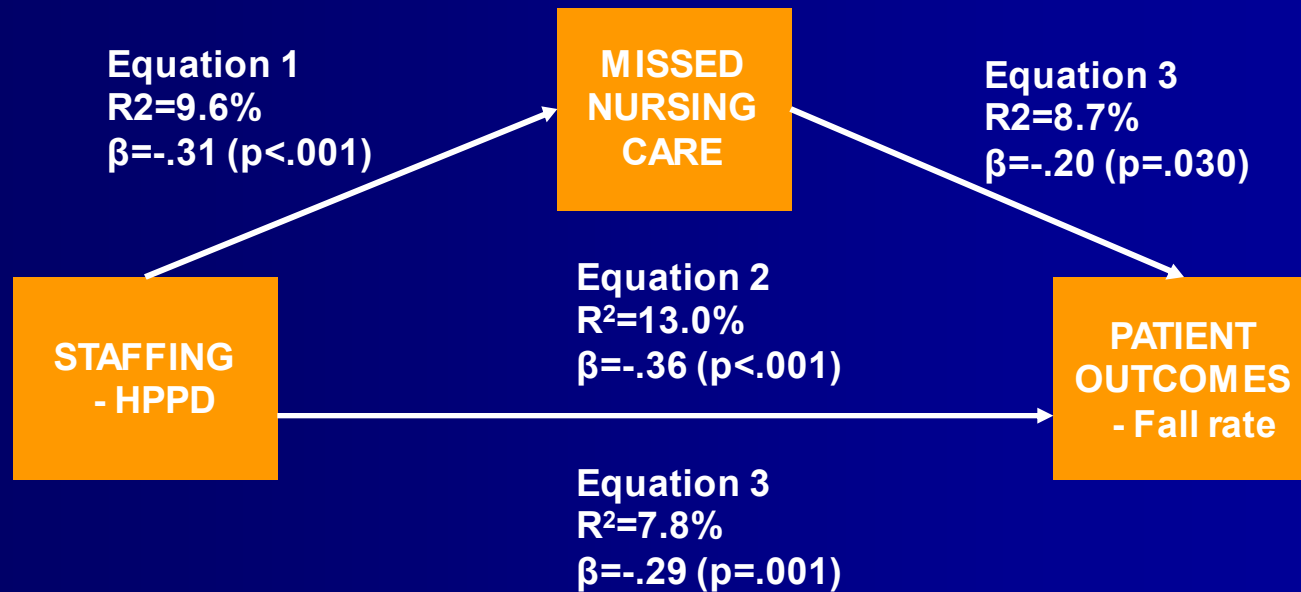 Equation 1
R2=9.6%
β=-.31 (p<.001)
MISSED
NURSING
CARE
Equation 3
R2=8.7%
β=-.20 (p=.030)
STAFFING
- HPPD
Equation 2
R²=13.0%
β=-.36 (p<.001)
PATIENT
OUTCOMES
- Fall rate
Equation 3
R²=7.8%
β=-.29 (p=.001)